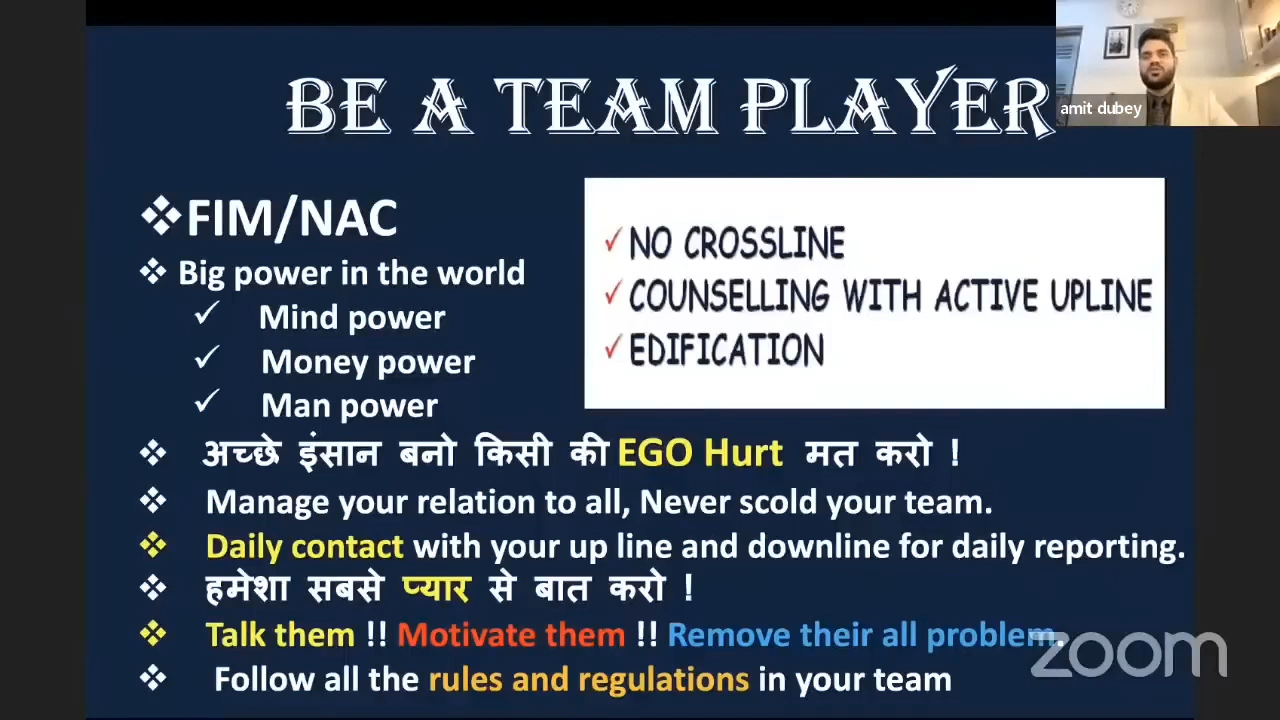 BE A TEAM PLAYER
amit dubey
❖FIM/NAC
❖ Big power in the world
✓ Mind power
✓ Money power
✓ Man power
✓NO CROSSLINE
✓COUNSELLING WITH ACTIVE UPLINE
✓EDIFICATION
❖ अच्छे इंसान बनो किसी की EGO Hurt मत करो !
❖ Manage your relation to all, Never scold your team.
❖ Daily contact with your up line and downline for daily reporting.
❖ हमेशा सबसे प्यार से बात करो !
❖ Talk them !! Motivate them !! Remove their all problem.
❖ Follow all the rules and regulations in your team
zoom